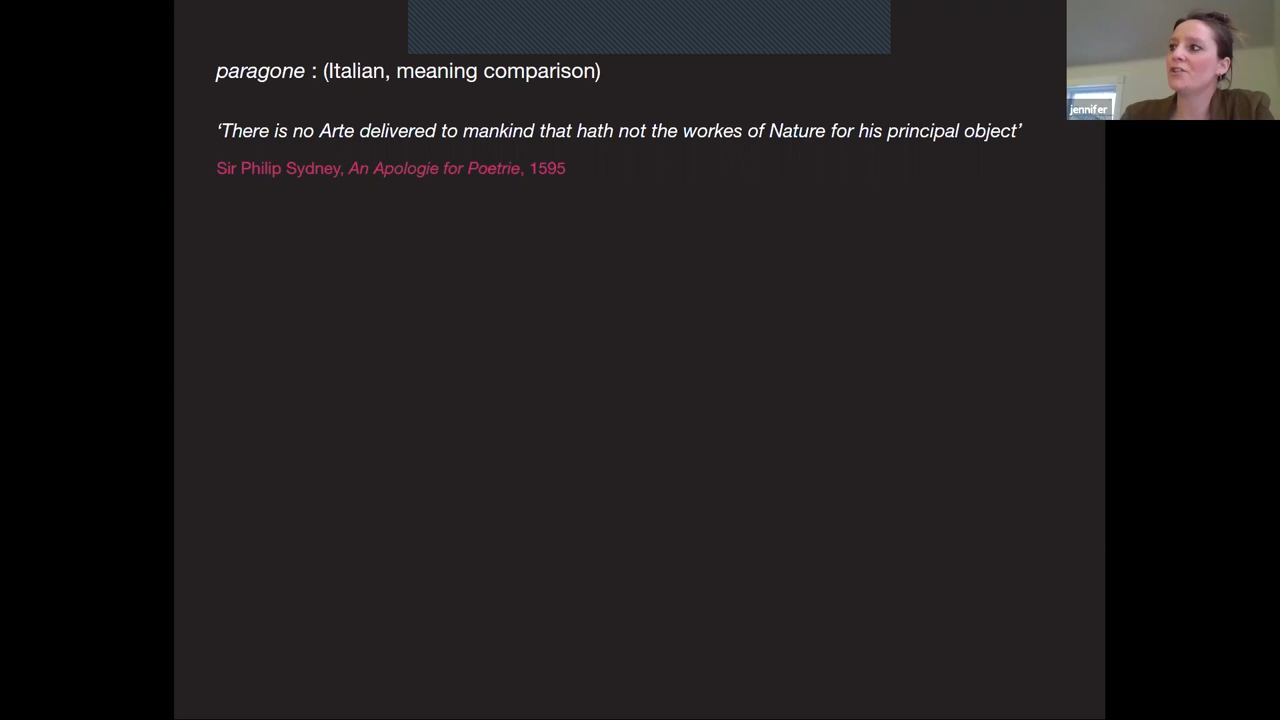 paragone : (Italian, meaning comparison)
‘There is no Arte delivered to mankind that hath not the workes of Nature for his principal object’
Sir Philip Sydney, An Apologie for Poetrie, 1595
jennifer